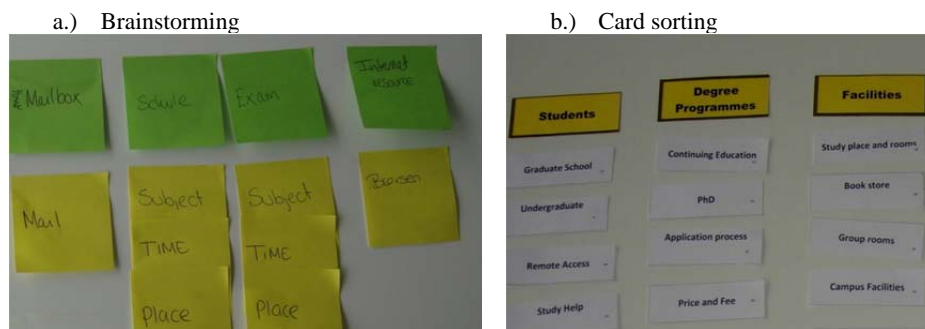 a.) Brainstorming
b.) Card sorting
Mailbox
Schule
Exam
Internet
resource
Mail
Subject
Subject
TIME
TIME
Place
Place
Students
Degree
Programmes
Facilities
Graduate School
Continuing Education
Study place and rooms
Undergraduate
PhD
Book store
Remote Access
Application process
Group rooms
Study Help
Price and Fee
Campus Facilities